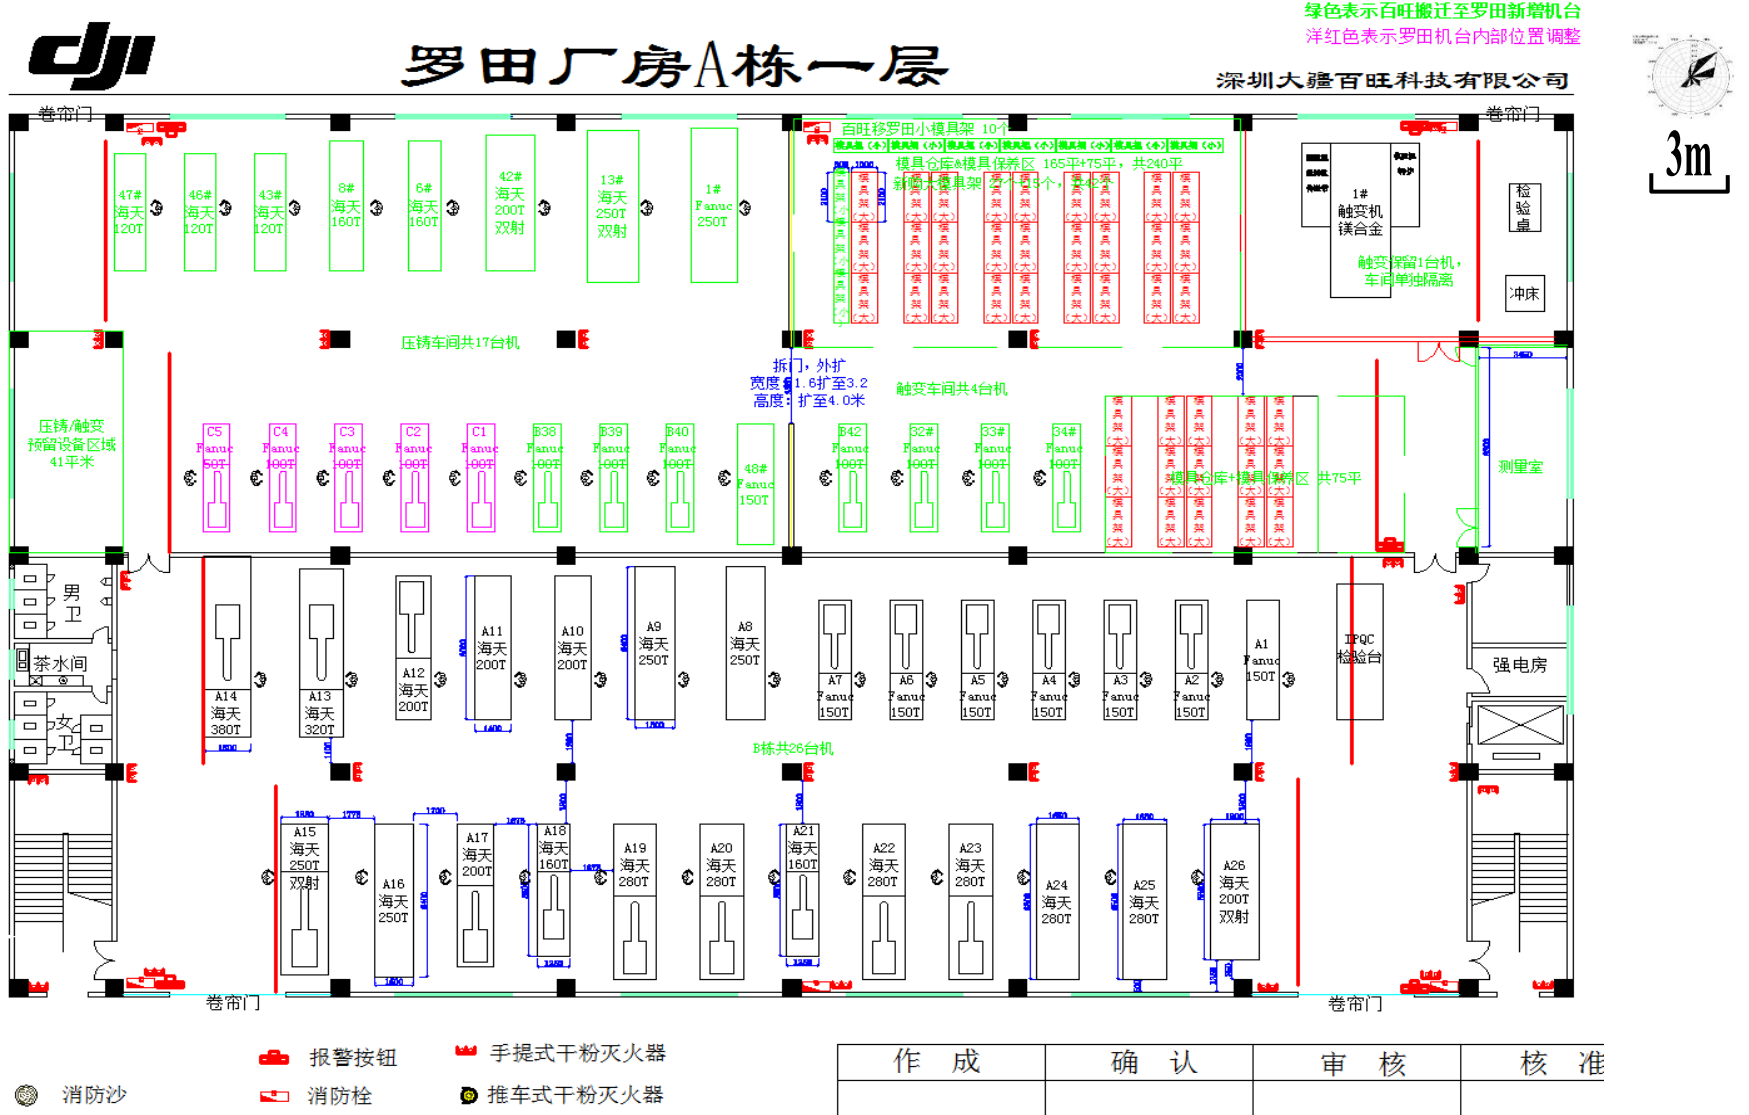 绿色表示百旺搬迁至罗田新增机台
洋红色表示罗田机台内部位置调整
dji
罗田厂房A栋一层
深圳大疆百旺科技有限公司
3m
卷帘门
卷帘门
百旺移罗田小模具架 10个
模具仓库&模具保养区 165平+75平，共240平
47#
海天
120T
46#
海天
120T
43#
海天
120T
8#
海天
160T
6#
海天
160T
42#
海天
200T
双射
13#
海天
250T
双射
1#
Fanuc
250T
1#
触变机
镁合金
检验桌
冲床
触变保留1台机，
车间单独隔离
压铸车间共17台机
拆门，外扩
宽度：1.6扩至3.2
高度：扩至4.0米
触变车间共4台机
压铸/触变
预留设备区域
41平米
C5
Fanuc
50T
C4
Fanuc
100T
C3
Fanuc
100T
C2
Fanuc
100T
C1
Fanuc
100T
B38
Fanuc
100T
B39
Fanuc
100T
B40
Fanuc
100T
48#
Fanuc
150T
B42
Fanuc
100T
32#
Fanuc
100T
33#
Fanuc
100T
34#
Fanuc
100T
模具仓库+模具保养区 共75平
测量室
男卫
茶水间
女卫
A14
海天
380T
A13
海天
320T
A12
海天
200T
A11
海天
200T
A10
海天
200T
A9
海天
250T
A8
海天
250T
A7
Fanuc
150T
A6
Fanuc
150T
A5
Fanuc
150T
A4
Fanuc
150T
A3
Fanuc
150T
A2
Fanuc
150T
A1
Fanuc
150T
IPQC
检验台
强电房
B栋共26台机
A15
海天
250T
双射
A16
海天
250T
A17
海天
200T
A18
海天
160T
A19
海天
280T
A20
海天
280T
A21
海天
160T
A22
海天
280T
A23
海天
280T
A24
海天
280T
A25
海天
280T
A26
海天
200T
双射
卷帘门
卷帘门
报警按钮
手提式干粉灭火器
消防沙
消防栓
推车式干粉灭火器
作 成
确 认
审 核
核 准